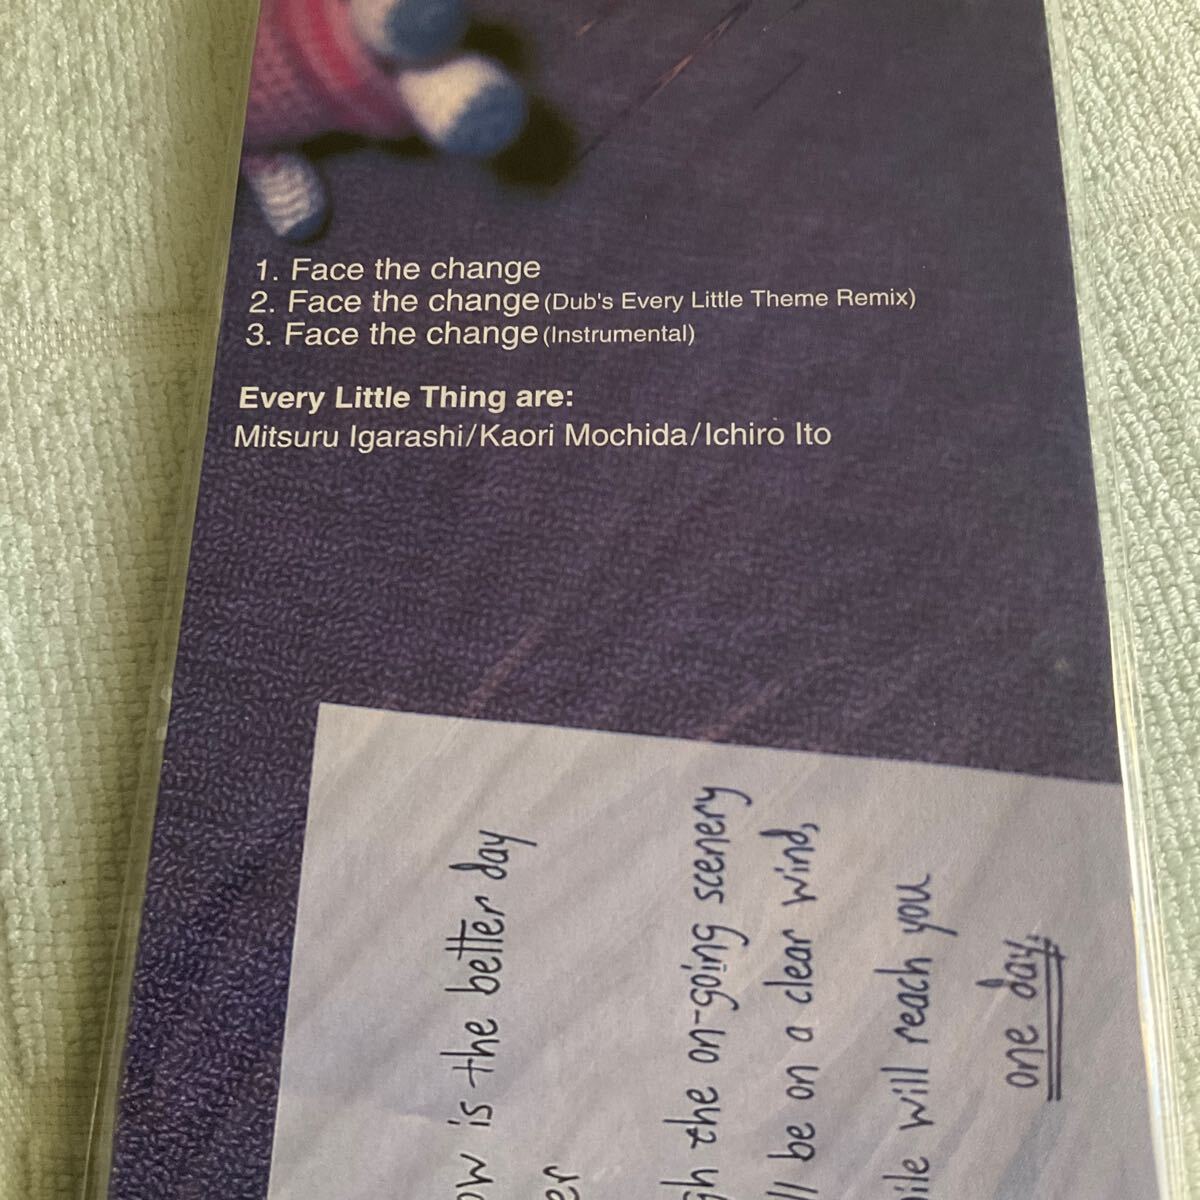 1. Face the change
2. Face the change (Dub's Every Little Theme Remix)
3. Face the change (Instrumental)
Every Little Thing are:
Mitsuru Igarashi/Kaori Mochida/Ichiro Ito
is the better day
the on-going scenery
be on a clear wind,
will reach you
one day.